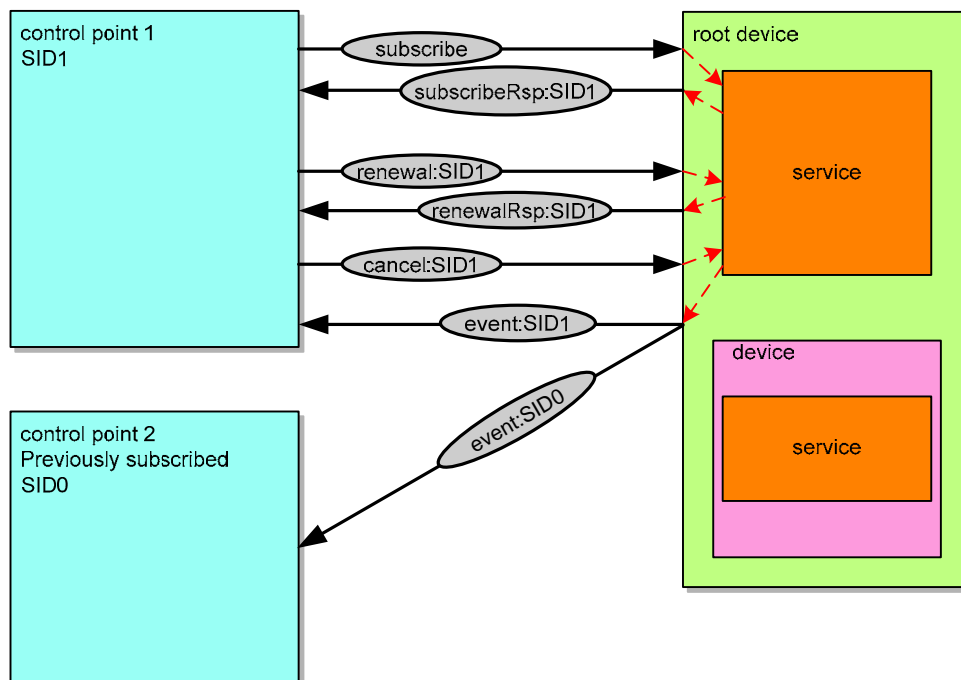 control point 1
SID1
subscribe
subscribeRsp:SID1
renewal:SID1
renewalRsp:SID1
cancel:SID1
event:SID1
event:SID0
root device
service
device
service
control point 2
Previously subscribed
SID0